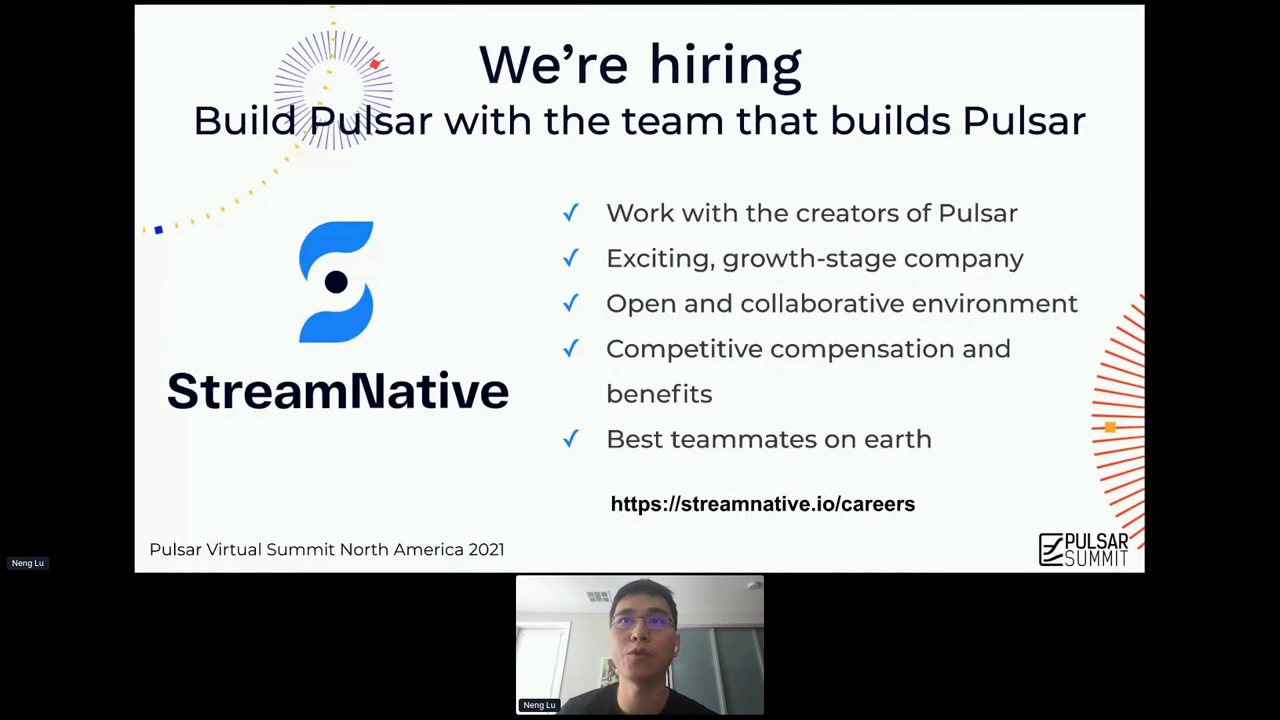 We're hiring
Build Pulsar with the team that builds Pulsar
StreamNative
✓ Work with the creators of Pulsar
✓ Exciting, growth-stage company
✓ Open and collaborative environment
✓ Competitive compensation and
benefits
✓ Best teammates on earth
https://streamnative.io/careers
Pulsar Virtual Summit North America 2021
PULSAR
SUMMIT
Neng Lu
Neng Lu